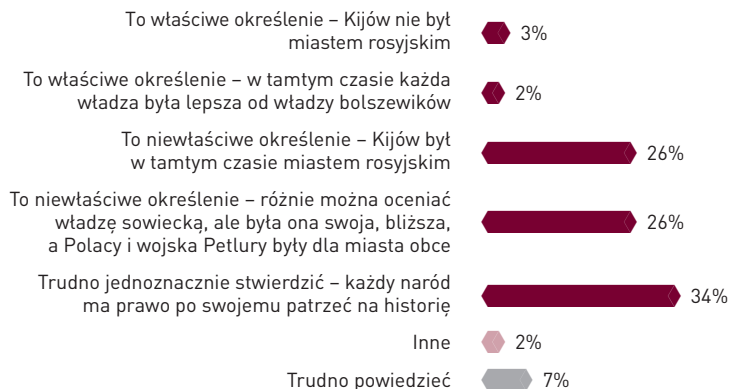 To właściwe określenie – Kijów nie był
miastem rosyjskim
3%
To właściwe określenie – w tamtym czasie każda
władza była lepsza od władzy bolszewików
2%
To niewłaściwe określenie – Kijów był
w tamtym czasie miastem rosyjskim
26%
To niewłaściwe określenie – różnie można oceniać
władzę sowiecką, ale była ona swoja, bliższa,
a Polacy i wojska Petlury były dla miasta obce
26%
Trudno jednoznacznie stwierdzić – każdy naród
ma prawo po swojemu patrzeć na historię
34%
Inne
2%
Trudno powiedzieć
7%